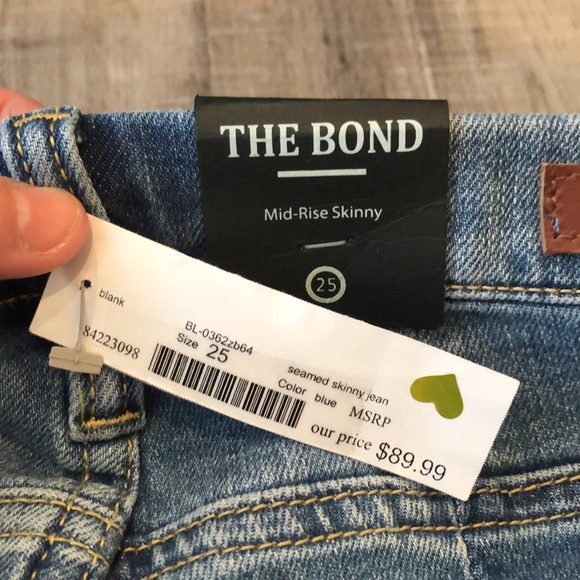 THE BOND
Mid-Rise Skinny
25
blank
84223098
BL-0362zb64
Size 25
seamed skinny jean
Color blue
MSRP
our price $89.99